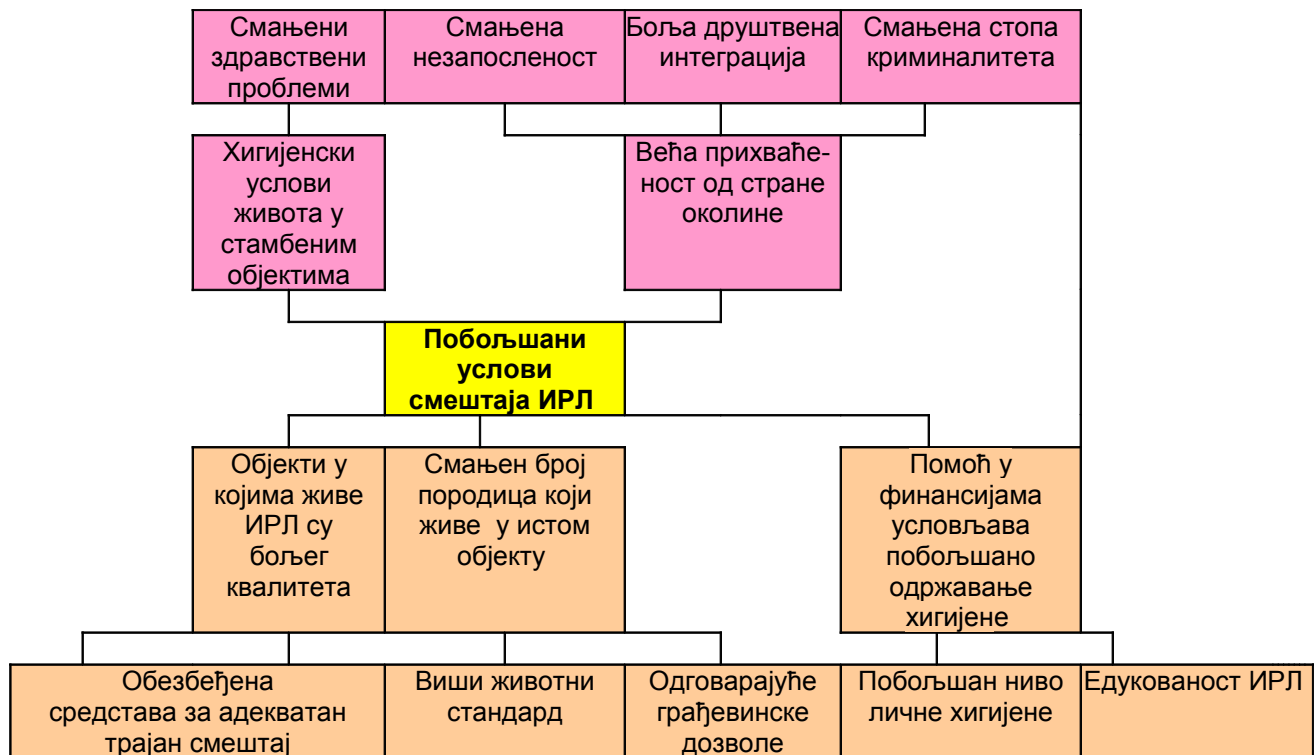 Смањени
здравствени
проблеми
Смањена
незапосленост
Боља друштвена
интеграција
Смањена стопа
криминалитета
Хигијенски
услови
живота у
стамбеним
објектима
Већа прихваће-
ност од стране
околине
Побољшани
услови
смештаја ИРЛ
Објекти у
којима живе
ИРЛ су
бољег
квалитета
Смањен број
породица који
живе у истом
објекту
Помоћ у
финансијама
условљава
побољшано
одржавање
хигијене
Обезбеђена
средстава за адекватан
трајан смештај
Виши животни
стандард
Одговарајуће
грађевинске
дозволе
Побољшан ниво
личне хигијене
Едукованост ИРЛ